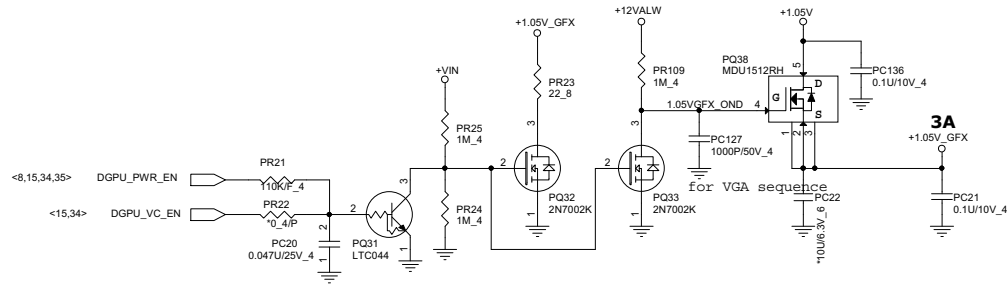 +12VALW
+1.05V
+1.05V_GFX
3
PR109
1M_4
PQ38
MDU1512RH
5
D
G
S
4
1
2
3
PC136
0.1U/10V_4
+VIN
PR23
22_8
1.05VGFX_OND
3A
+1.05V_GFX
PR25
1M_4
3
3
PC127
1000P/50V_4
<8,15,34,35>
DGPU_PWR_EN
PR21
110K/F_4
3
2
2
PQ32
2N7002K
1
PQ33
2N7002K
1
for VGA sequence
PC22
*10U/6.3V_6
PC21
0.1U/10V_4
<15,34>
DGPU_VC_EN
PR22
*0_4/P
2
PR24
1M_4
2
PC20
0.047U/25V_4
1
PQ31
LTC044
1